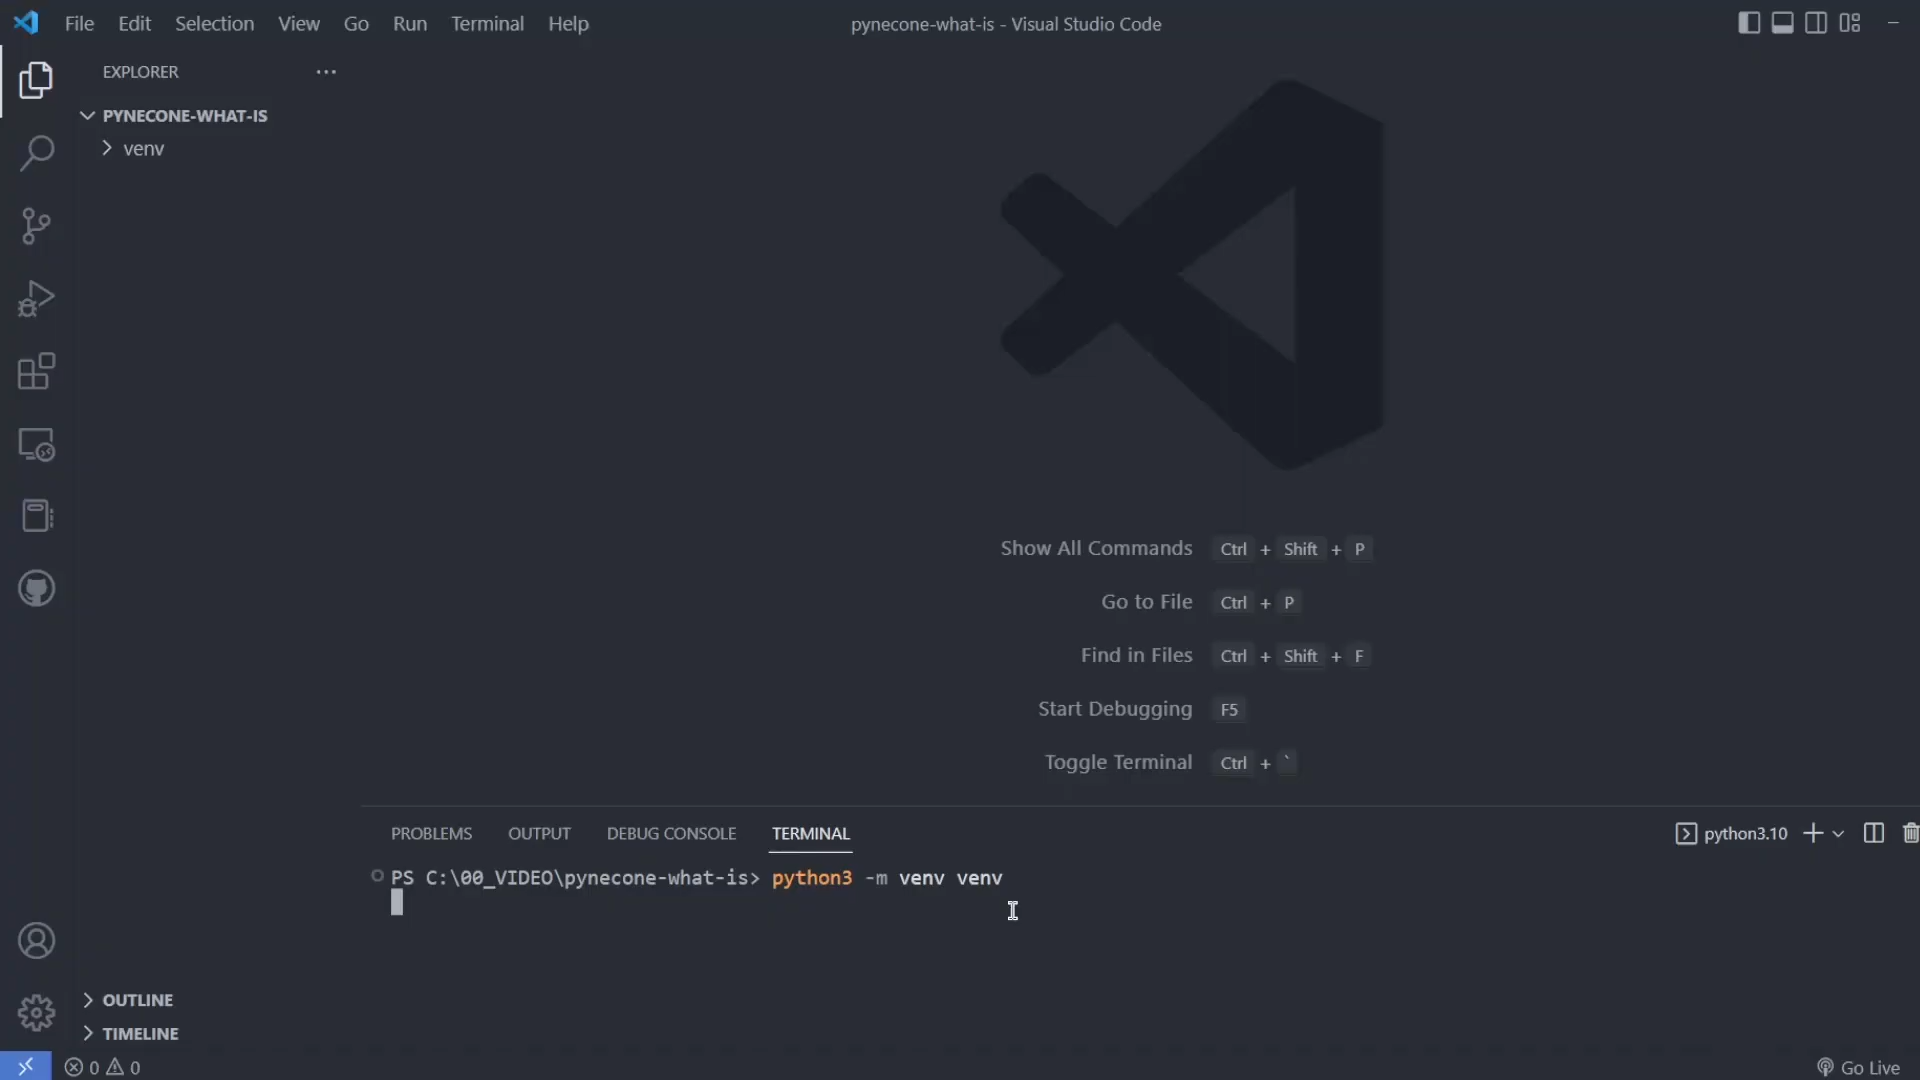 File Edit Selection View Go Run Terminal Help pynecone-what-is - Visual Studio Code
EXPLORER
PYNECONE-WHAT-IS
venv
Show All Commands Ctrl + Shift + P
Go to File Ctrl + P
Find in Files Ctrl + Shift + F
Start Debugging F5
Toggle Terminal Ctrl + `
PROBLEMS OUTPUT DEBUG CONSOLE TERMINAL python3.10
PS C:\00_VIDEO\pynecone-what-is> python3 -m venv venv
OUTLINE
TIMELINE
0 0 Go Live